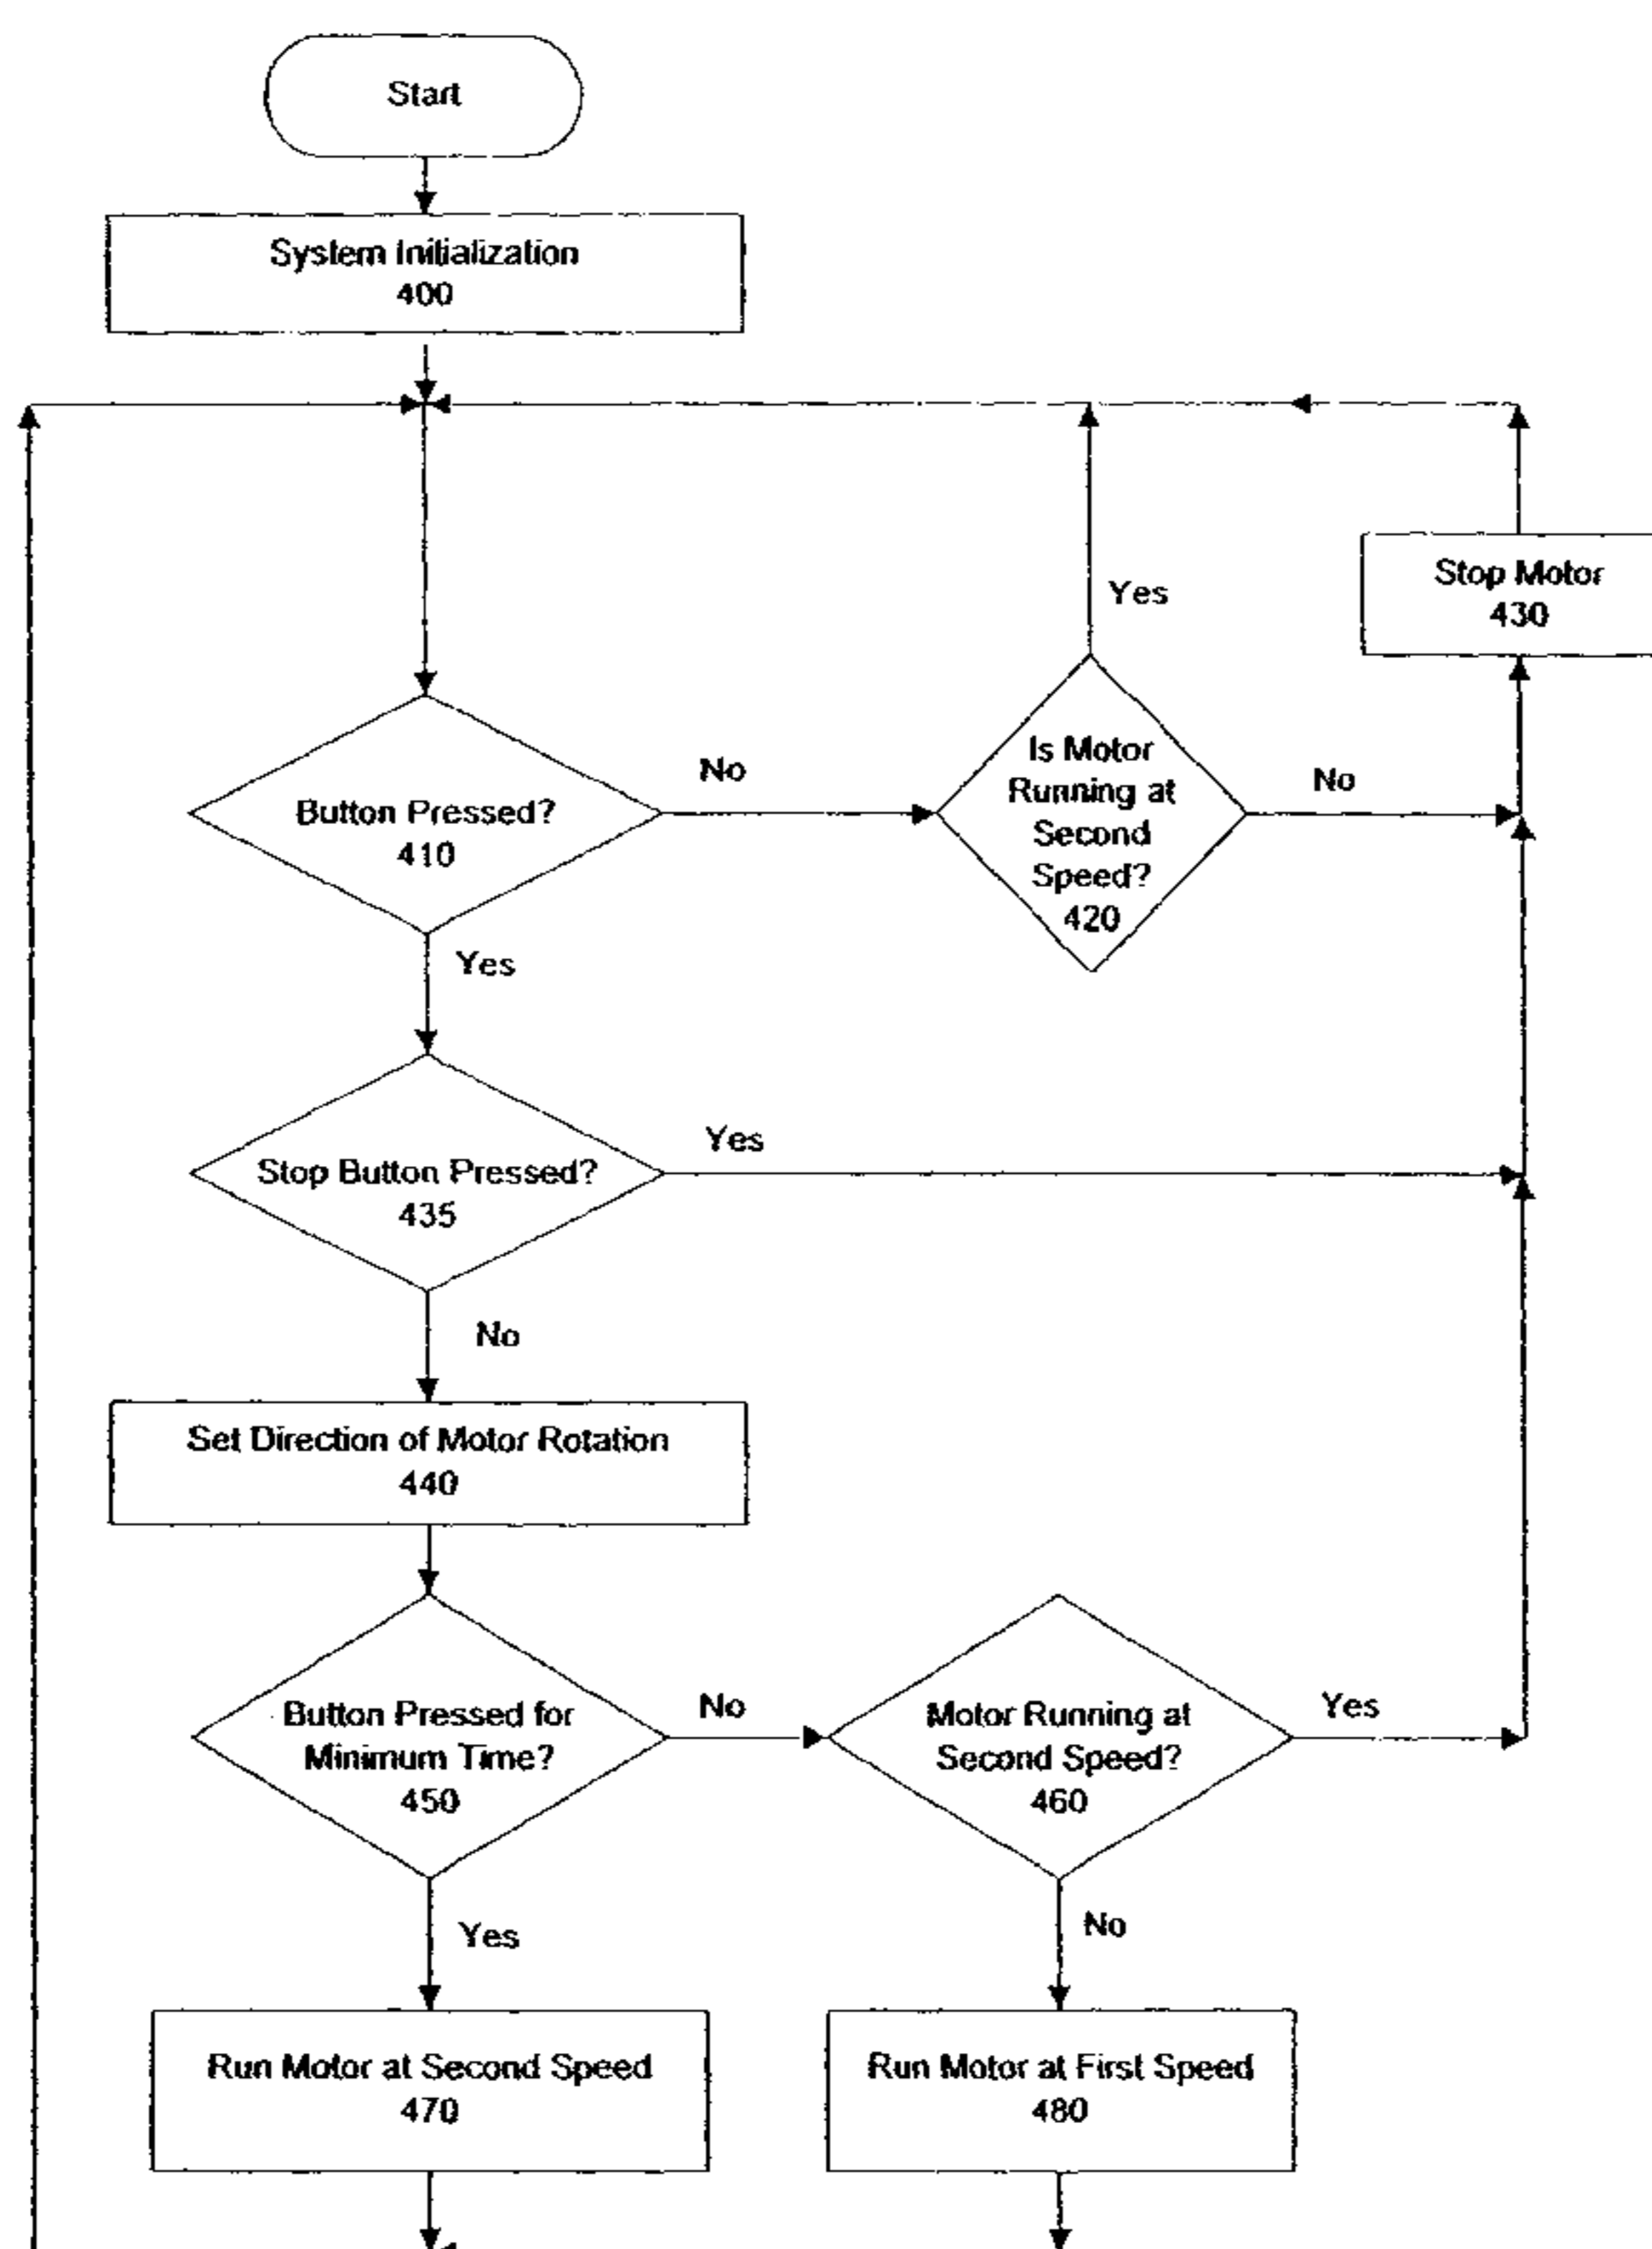 Start
System Initialization
400
Yes
Stop Motor
430
No
Is Motor
Running at
Second
Speed?
420
No
Button Pressed?
410
Yes
Yes
Stop Button Pressed?
435
No
Set Direction of Motor Rotation
440
Button Pressed for
Minimum Time?
450
No
Motor Running at
Second Speed?
460
Yes
Yes
No
Run Motor at Second Speed
470
Run Motor at First Speed
480